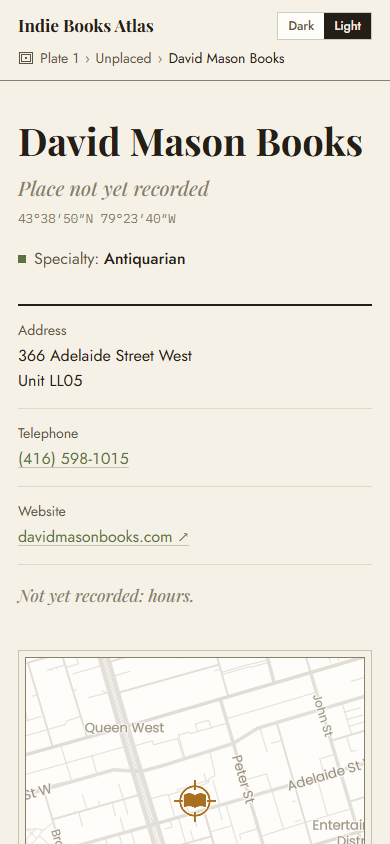 Indie Books Atlas
Dark Light
Plate 1 › Unplaced › David Mason Books
David Mason Books
Place not yet recorded
43°38′50″N 79°23′40″W
Specialty: Antiquarian
Address
366 Adelaide Street West
Unit LL05
Telephone
(416) 598-1015
Website
davidmasonbooks.com ↗
Not yet recorded: hours.
John St
Queen West
Peter St
Adelaide St
St W
Entertai
Distri
Bro